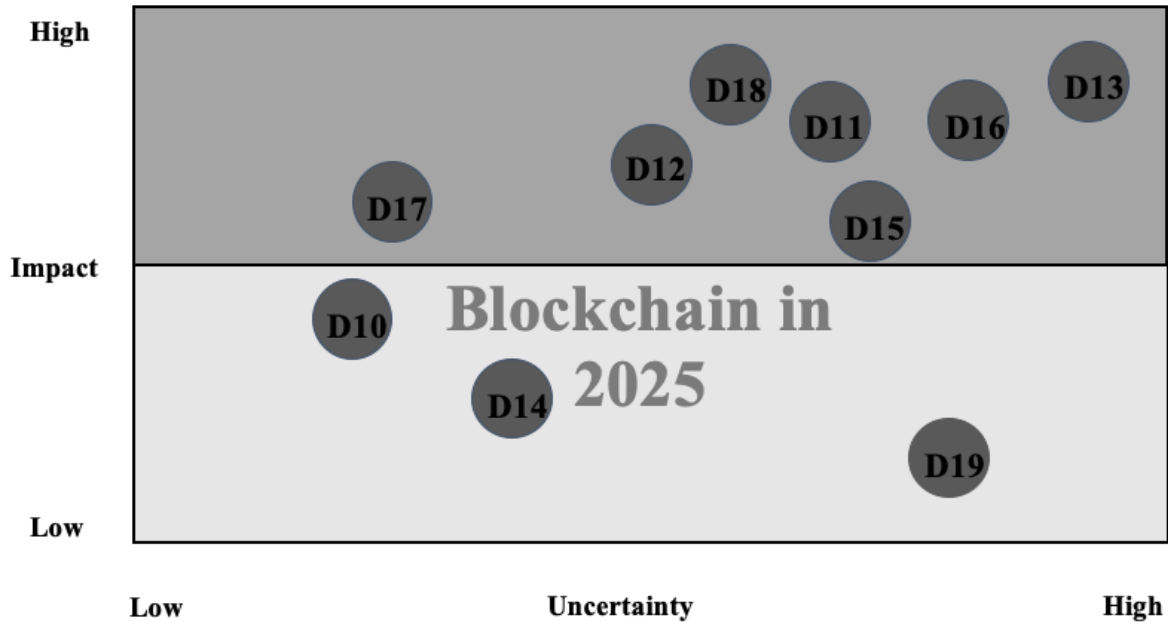 High
D13
D18
D11
D16
D12
D17
D15
Impact
Blockchain in
2025
D10
D14
D19
Low
Low
Uncertainty
High